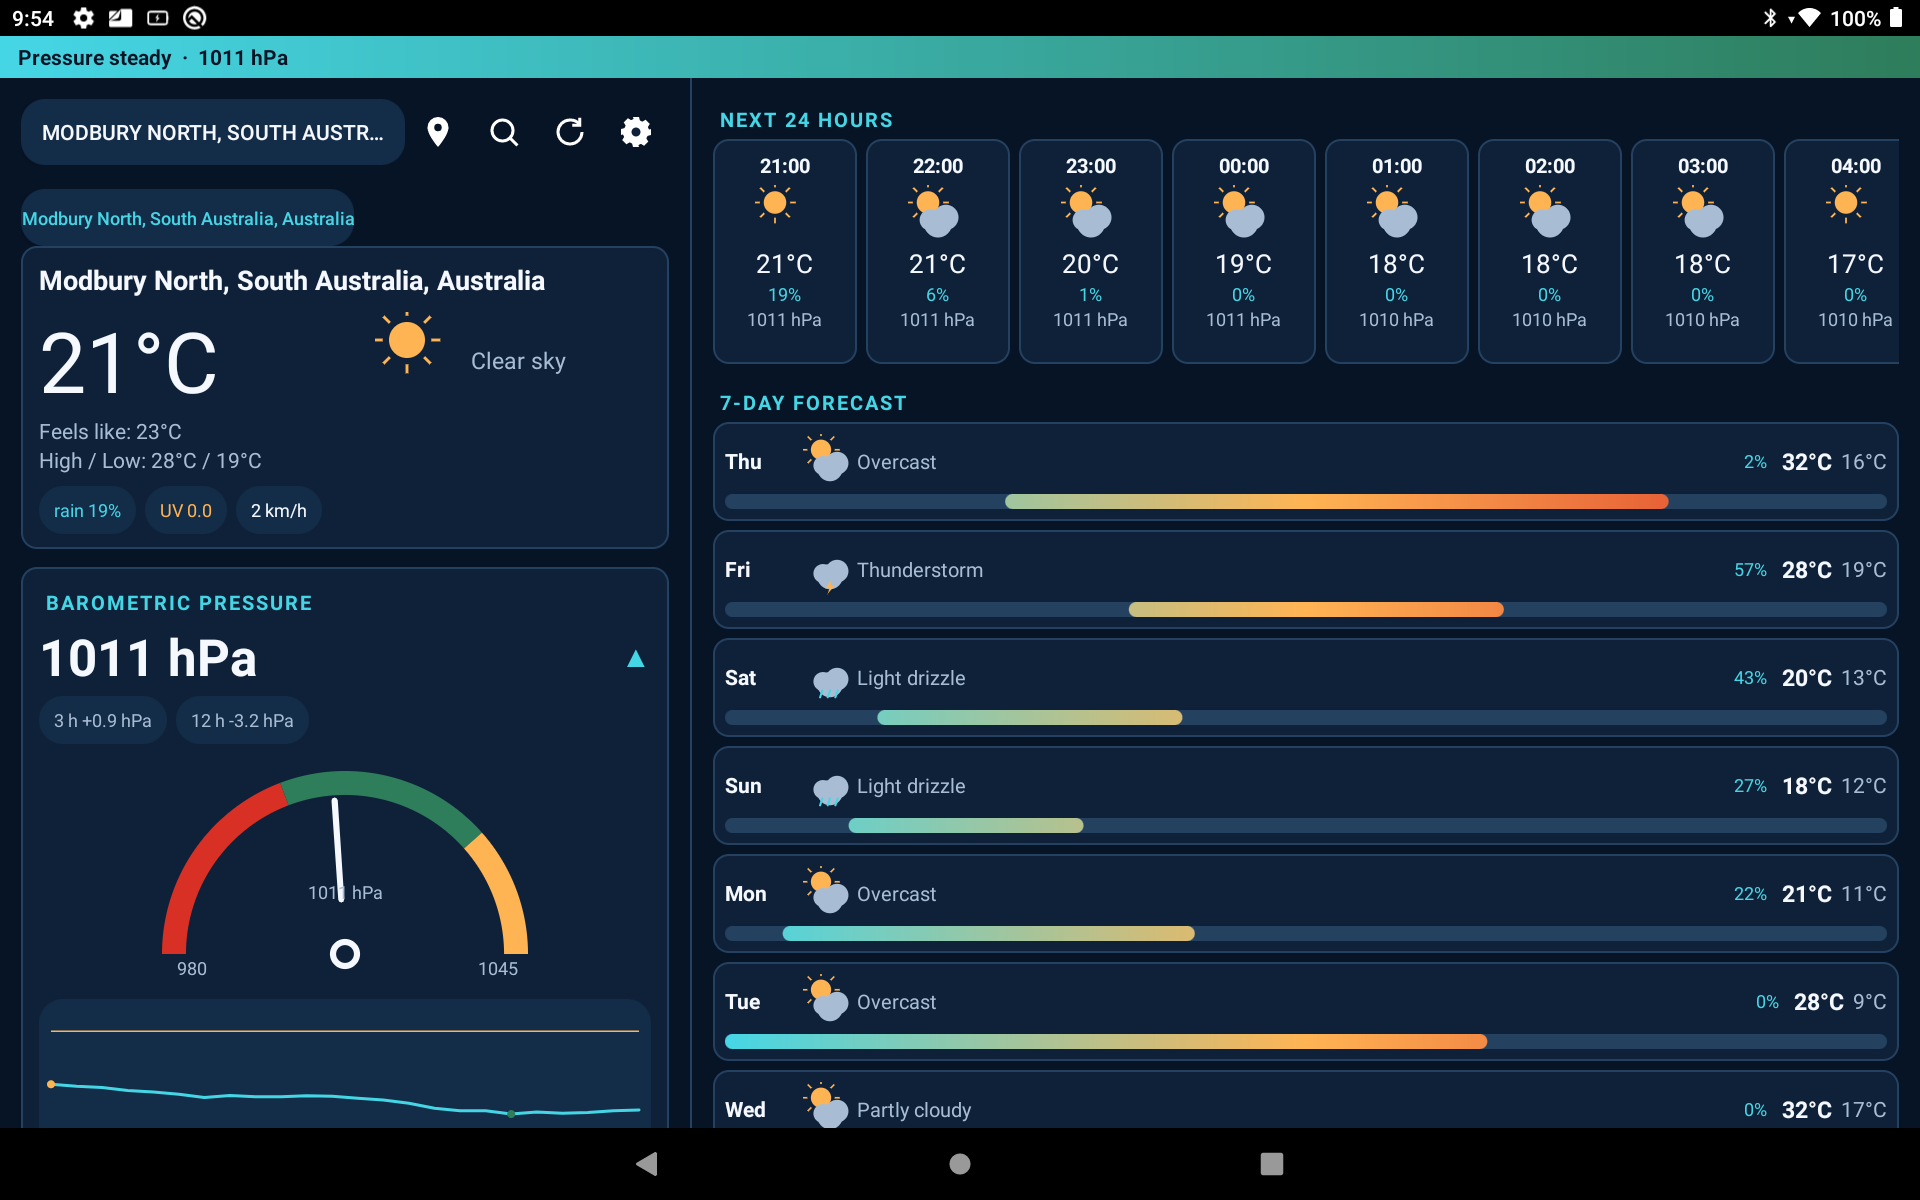 9:54
100%
Pressure steady · 1011 hPa
MODBURY NORTH, SOUTH AUSTR...
Modbury North, South Australia, Australia
Modbury North, South Australia, Australia
21°C
Clear sky
Feels like: 23°C
High / Low: 28°C / 19°C
rain 19%
UV 0.0
2 km/h
BAROMETRIC PRESSURE
1011 hPa
▲
3 h +0.9 hPa
12 h -3.2 hPa
1011 hPa
980
1045
NEXT 24 HOURS
21:00 22:00 23:00 00:00 01:00 02:00 03:00 04:00
21°C 21°C 20°C 19°C 18°C 18°C 18°C 17°C
19% 6% 1% 0% 0% 0% 0% 0%
1011 hPa 1011 hPa 1011 hPa 1011 hPa 1010 hPa 1010 hPa 1010 hPa 1010 hPa
7-DAY FORECAST
Thu Overcast 2% 32°C 16°C
Fri Thunderstorm 57% 28°C 19°C
Sat Light drizzle 43% 20°C 13°C
Sun Light drizzle 27% 18°C 12°C
Mon Overcast 22% 21°C 11°C
Tue Overcast 0% 28°C 9°C
Wed Partly cloudy 0% 32°C 17°C